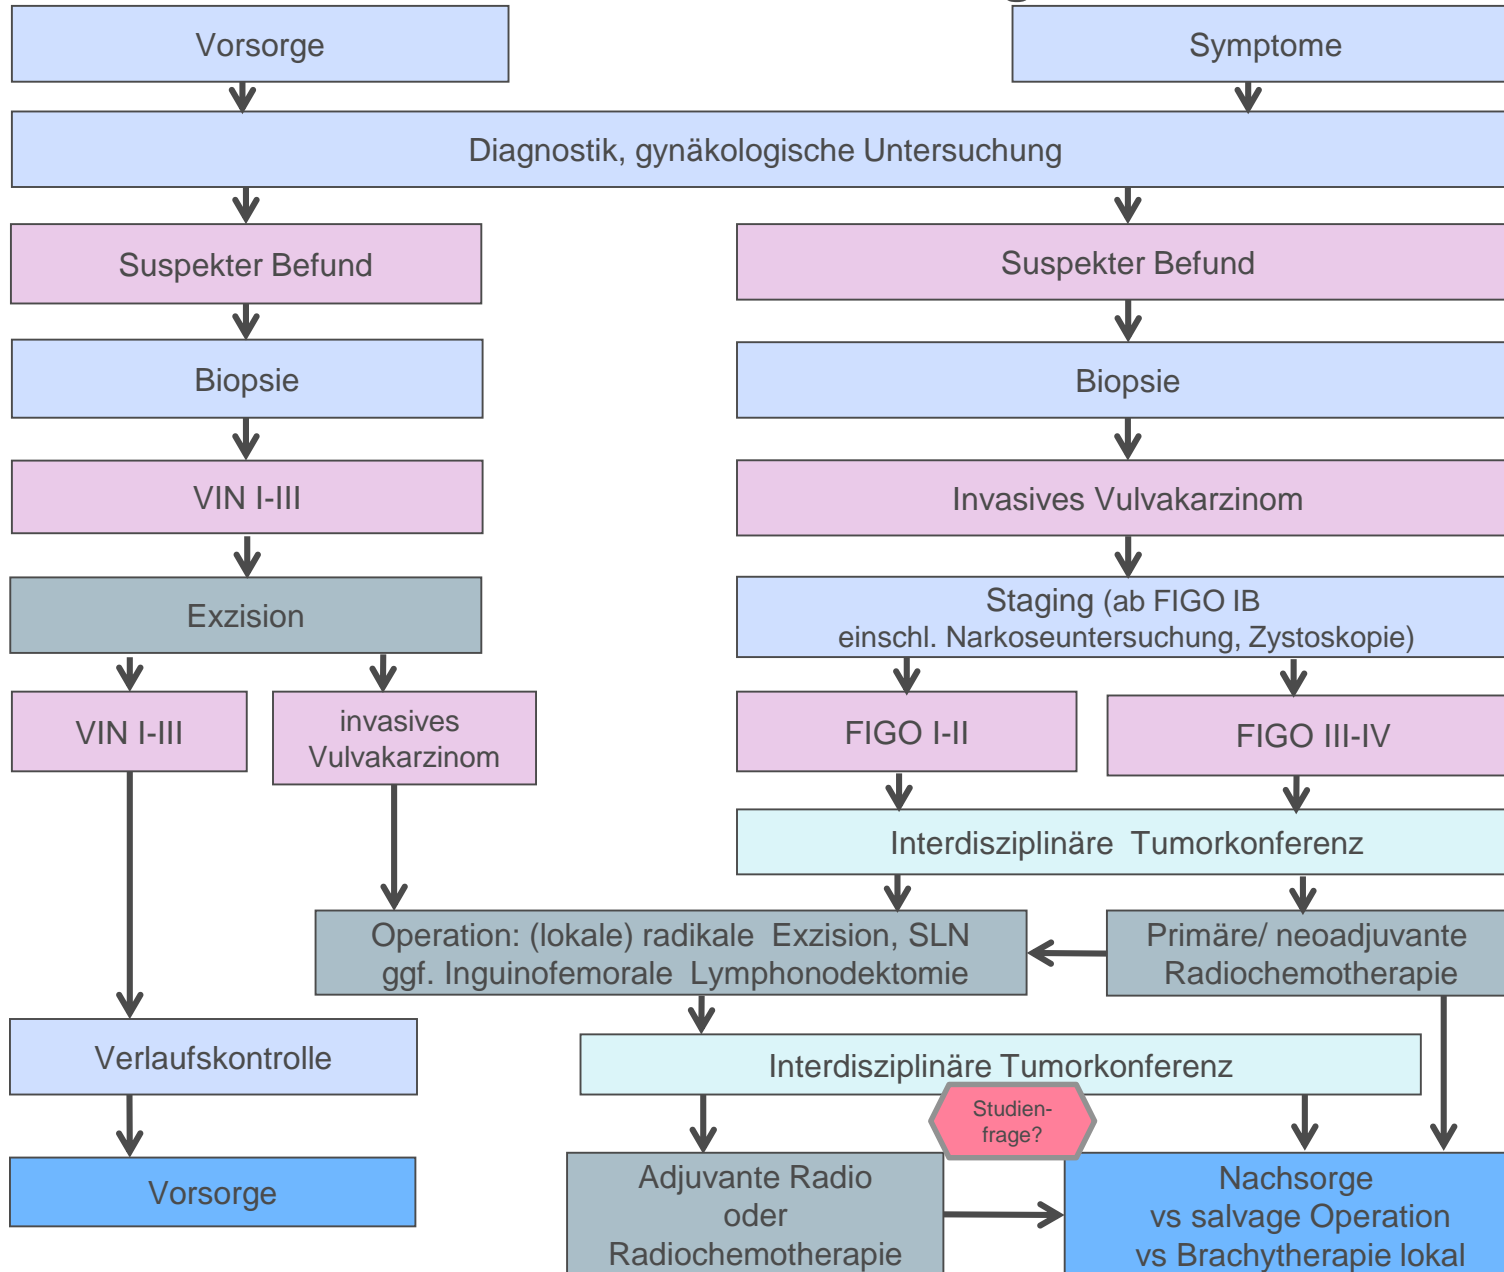 Vorsorge
Symptome
Diagnostik, gynäkologische Untersuchung
Suspekter Befund
Suspekter Befund
Biopsie
Biopsie
VIN I-III
Invasives Vulvakarzinom
Exzision
Staging (ab FIGO IB
einschl. Narkoseuntersuchung, Zystoskopie)
VIN I-III
invasives
Vulvakarzinom
FIGO I-II
FIGO III-IV
Interdisziplinäre Tumorkonferenz
Operation: (lokale) radikale Exzision, SLN
ggf. Inguinofemorale Lymphonodektomie
Primäre/ neoadjuvante
Radiochemotherapie
Verlaufskontrolle
Interdisziplinäre Tumorkonferenz
Studien-
frage?
Vorsorge
Adjuvante Radio
oder
Radiochemotherapie
Nachsorge
vs salvage Operation
vs Brachytherapie lokal